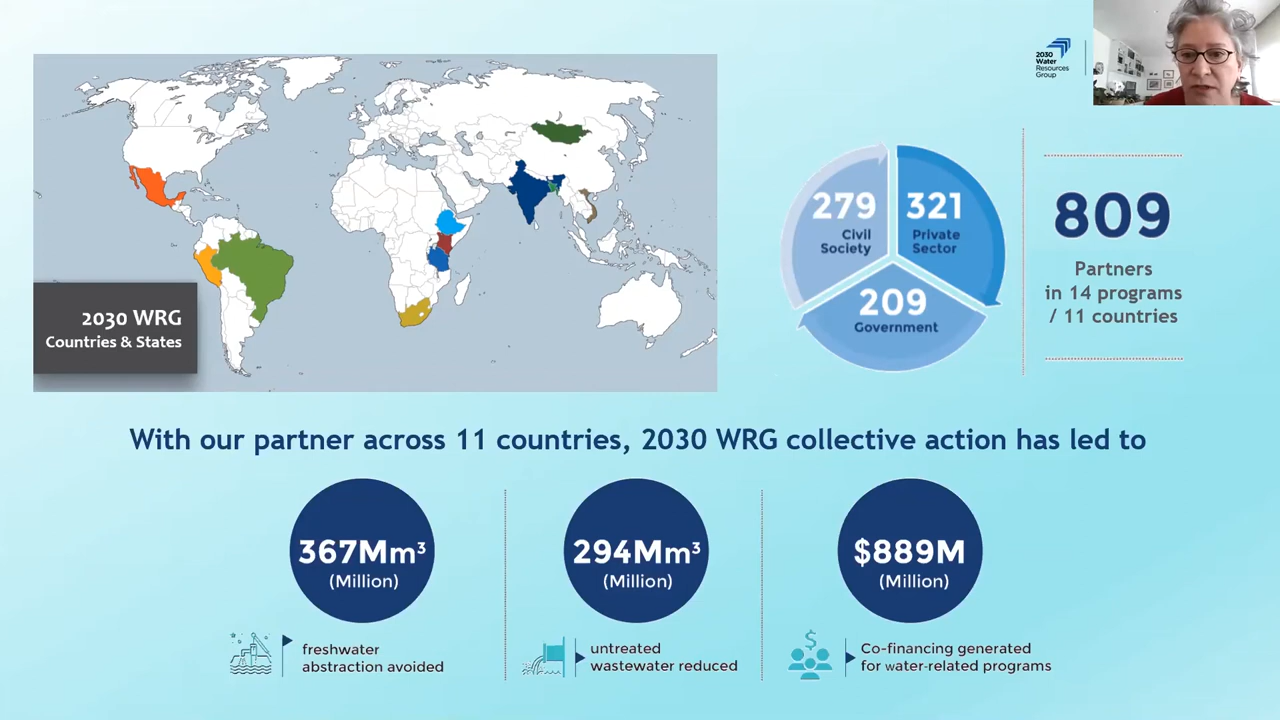 2030
Water
Resources
Group
2030 WRG
Countries & States
279
Civil
Society
321
Private
Sector
209
Government
809
Partners
in 14 programs
/ 11 countries
With our partner across 11 countries, 2030 WRG collective action has led to
367Mm³
(Million)
freshwater
abstraction avoided
294Mm³
(Million)
untreated
wastewater reduced
$889M
(Million)
$
Co-financing generated
for water-related programs